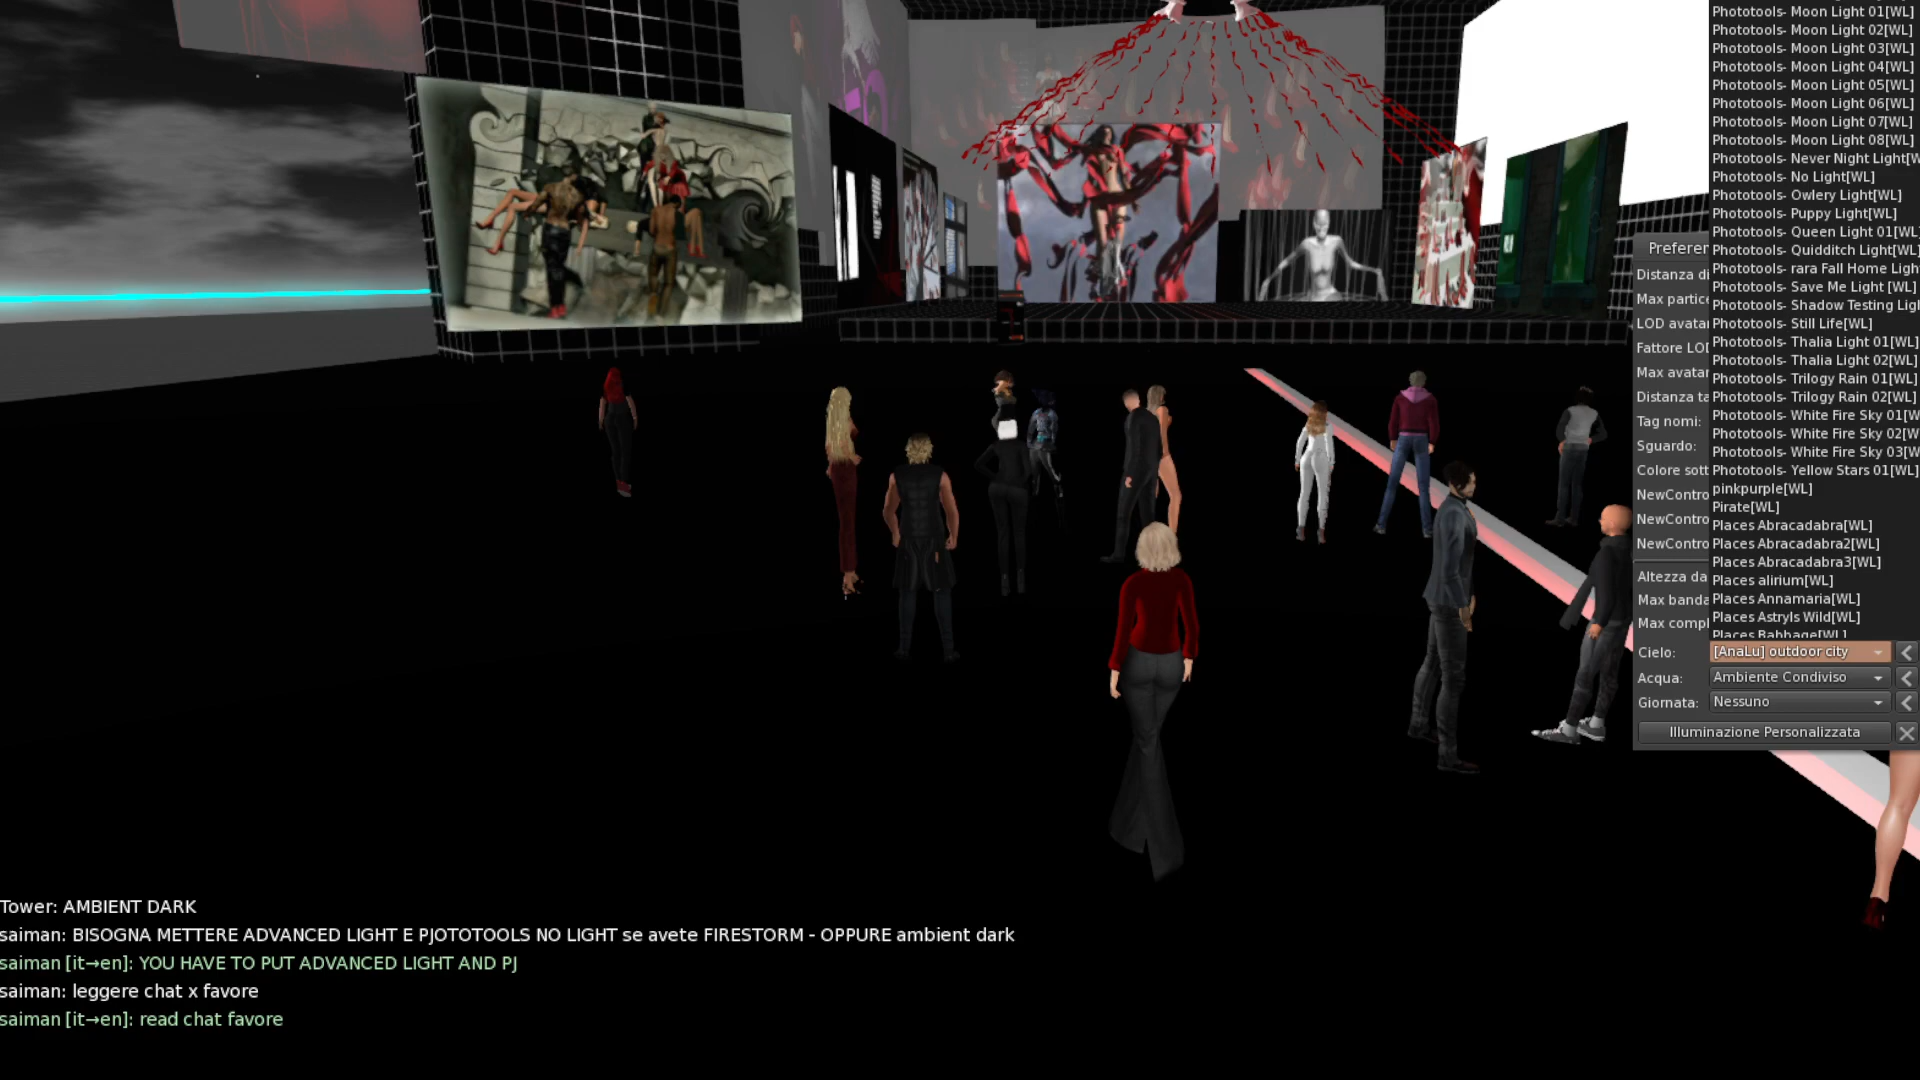 Phototools- Moon Light 01[WL]
Phototools- Moon Light 02[WL]
Phototools- Moon Light 03[WL]
Phototools- Moon Light 04[WL]
Phototools- Moon Light 05[WL]
Phototools- Moon Light 06[WL]
Phototools- Moon Light 07[WL]
Phototools- Moon Light 08[WL]
Phototools- Never Night Light[W
Phototools- No Light[WL]
Phototools- Owlery Light[WL]
Phototools- Puppy Light[WL]
Phototools- Queen Light 01[WL]
Phototools- Quidditch Light[WL]
Phototools- rara Fall Home Ligh
Phototools- Save Me Light [WL]
Phototools- Shadow Testing Ligh
Phototools- Still Life[WL]
Phototools- Thalia Light 01[WL]
Phototools- Thalia Light 02[WL]
Phototools- Trilogy Rain 01[WL]
Phototools- Trilogy Rain 02[WL]
Phototools- White Fire Sky 01[W
Phototools- White Fire Sky 02[W
Phototools- White Fire Sky 03[W
Phototools- Yellow Stars 01[WL]
pinkpurple[WL]
Pirate[WL]
Places Abracadabra[WL]
Places Abracadabra2[WL]
Places Abracadabra3[WL]
Places alirium[WL]
Places Annamaria[WL]
Places Astryls Wild[WL]
Places Babbage[WL]
Preferen
Distanza di
Max partice
LOD avatar
Fattore LOD
Max avatar
Distanza ta
Tag nomi:
Sguardo:
Colore sott
NewContro
NewContro
NewContro
Altezza da
Max banda
Max compl
Cielo: [AnaLu] outdoor city
Acqua: Ambiente Condiviso
Giornata: Nessuno
Illuminazione Personalizzata
Tower: AMBIENT DARK
saiman: BISOGNA METTERE ADVANCED LIGHT E PJOTOTOOLS NO LIGHT se avete FIRESTORM - OPPURE ambient dark
saiman [it→en]: YOU HAVE TO PUT ADVANCED LIGHT AND PJ
saiman: leggere chat x favore
saiman [it→en]: read chat favore